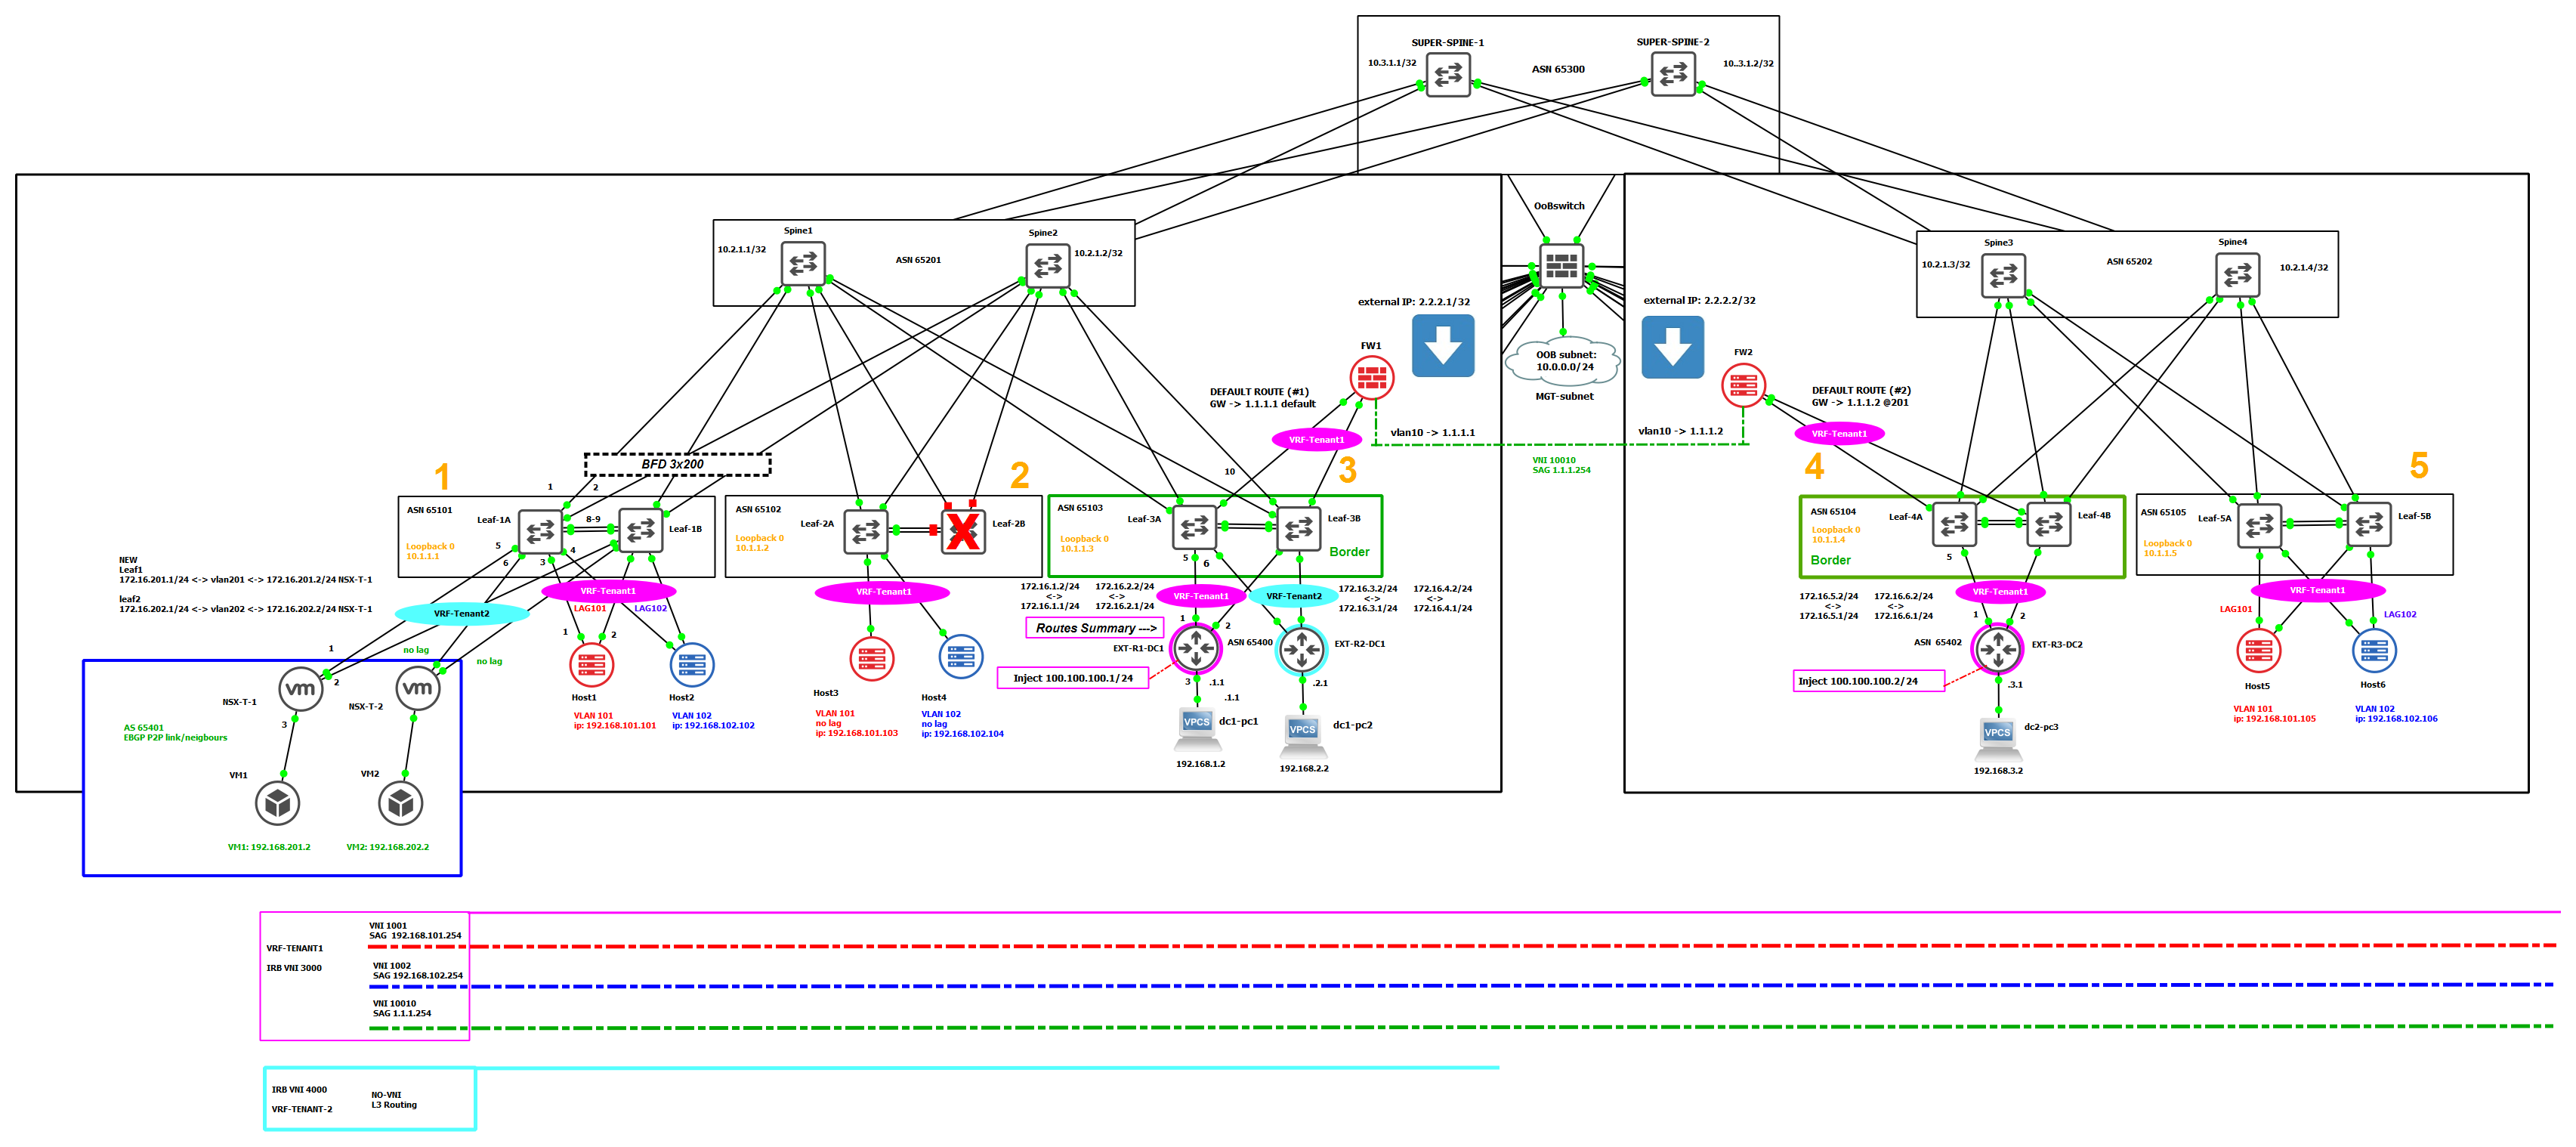 SUPER-SPINE-1
SUPER-SPINE-2
10.3.1.1/32
ASN 65300
10..3.1.2/32
OoBswitch
Spine1
10.2.1.1/32
ASN 65201
Spine2
10.2.1.2/32
Spine3
10.2.1.3/32
ASN 65202
Spine4
10.2.1.4/32
external IP: 2.2.2.1/32
external IP: 2.2.2.2/32
FW1
FW2
OOB subnet:
10.0.0.0/24
MGT-subnet
DEFAULT ROUTE (#1)
GW -> 1.1.1.1 default
DEFAULT ROUTE (#2)
GW -> 1.1.1.2 @201
VRF-Tenant1
vlan10 -> 1.1.1.1
vlan10 -> 1.1.1.2
VRF-Tenant1
VNI 10010
SAG 1.1.1.254
BFD 3x200
1
2
3
4
5
1
2
10
ASN 65101
Leaf-1A
8-9
Leaf-1B
Loopback 0
10.1.1.1
5
6
3
4
ASN 65102
Leaf-2A
X
Leaf-2B
Loopback 0
10.1.1.2
ASN 65103
Leaf-3A
Leaf-3B
Loopback 0
10.1.1.3
Border
5
6
ASN 65104
Leaf-4A
Leaf-4B
Loopback 0
10.1.1.4
Border
5
ASN 65105
Leaf-5A
Leaf-5B
Loopback 0
10.1.1.5
NEW
Leaf1
172.16.201.1/24 <-> vlan201 <-> 172.16.201.2/24 NSX-T-1
leaf2
172.16.202.1/24 <-> vlan202 <-> 172.16.202.2/24 NSX-T-1
VRF-Tenant2
VRF-Tenant1
LAG101
LAG102
1
2
VRF-Tenant1
172.16.1.2/24
<->
172.16.1.1/24
172.16.2.2/24
<->
172.16.2.1/24
VRF-Tenant1
VRF-Tenant2
172.16.3.2/24
<->
172.16.3.1/24
172.16.4.2/24
<->
172.16.4.1/24
172.16.5.2/24
<->
172.16.5.1/24
172.16.6.2/24
<->
172.16.6.1/24
VRF-Tenant1
VRF-Tenant1
LAG101
LAG102
Routes Summary --->
1
2
ASN 65400
EXT-R1-DC1
EXT-R2-DC1
Inject 100.100.100.1/24
3
.1.1
.1.1
.2.1
VPCS
dc1-pc1
192.168.1.2
VPCS
dc1-pc2
192.168.2.2
1
2
ASN 65402
EXT-R3-DC2
Inject 100.100.100.2/24
.3.1
VPCS
dc2-pc3
192.168.3.2
1
2
no lag
no lag
vm
vm
NSX-T-1
NSX-T-2
3
AS 65401
EBGP P2P link/neigbours
VM1
VM2
VM1: 192.168.201.2
VM2: 192.168.202.2
Host1
VLAN 101
ip: 192.168.101.101
Host2
VLAN 102
ip: 192.168.102.102
Host3
VLAN 101
no lag
ip: 192.168.101.103
Host4
VLAN 102
no lag
ip: 192.168.102.104
Host5
VLAN 101
ip: 192.168.101.105
Host6
VLAN 102
ip: 192.168.102.106
VRF-TENANT1
IRB VNI 3000
VNI 1001
SAG 192.168.101.254
VNI 1002
SAG 192.168.102.254
VNI 10010
SAG 1.1.1.254
IRB VNI 4000
VRF-TENANT-2
NO-VNI
L3 Routing